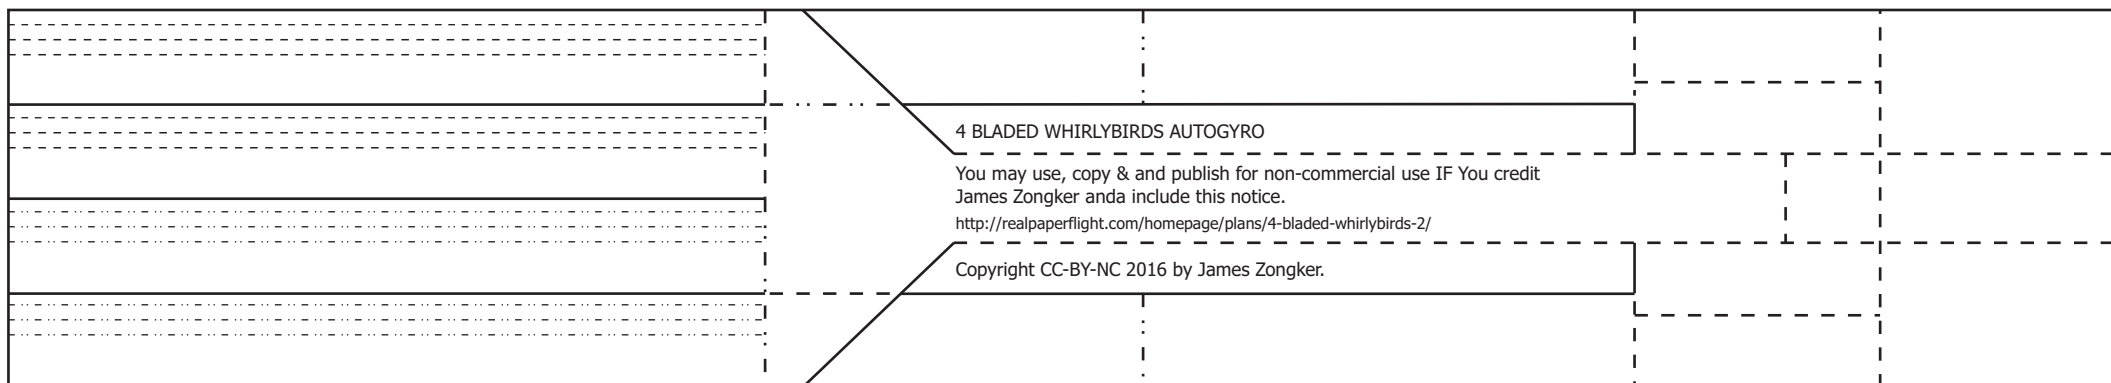 4 BLADED WHIRLYBIRDS AUTOGYRO
You may use, copy & and publish for non-commercial use IF You credit
James Zongker anda include this notice.
http://realpaperflight.com/homepage/plans/4-bladed-whirlybirds-2/
Copyright CC-BY-NC 2016 by James Zongker.